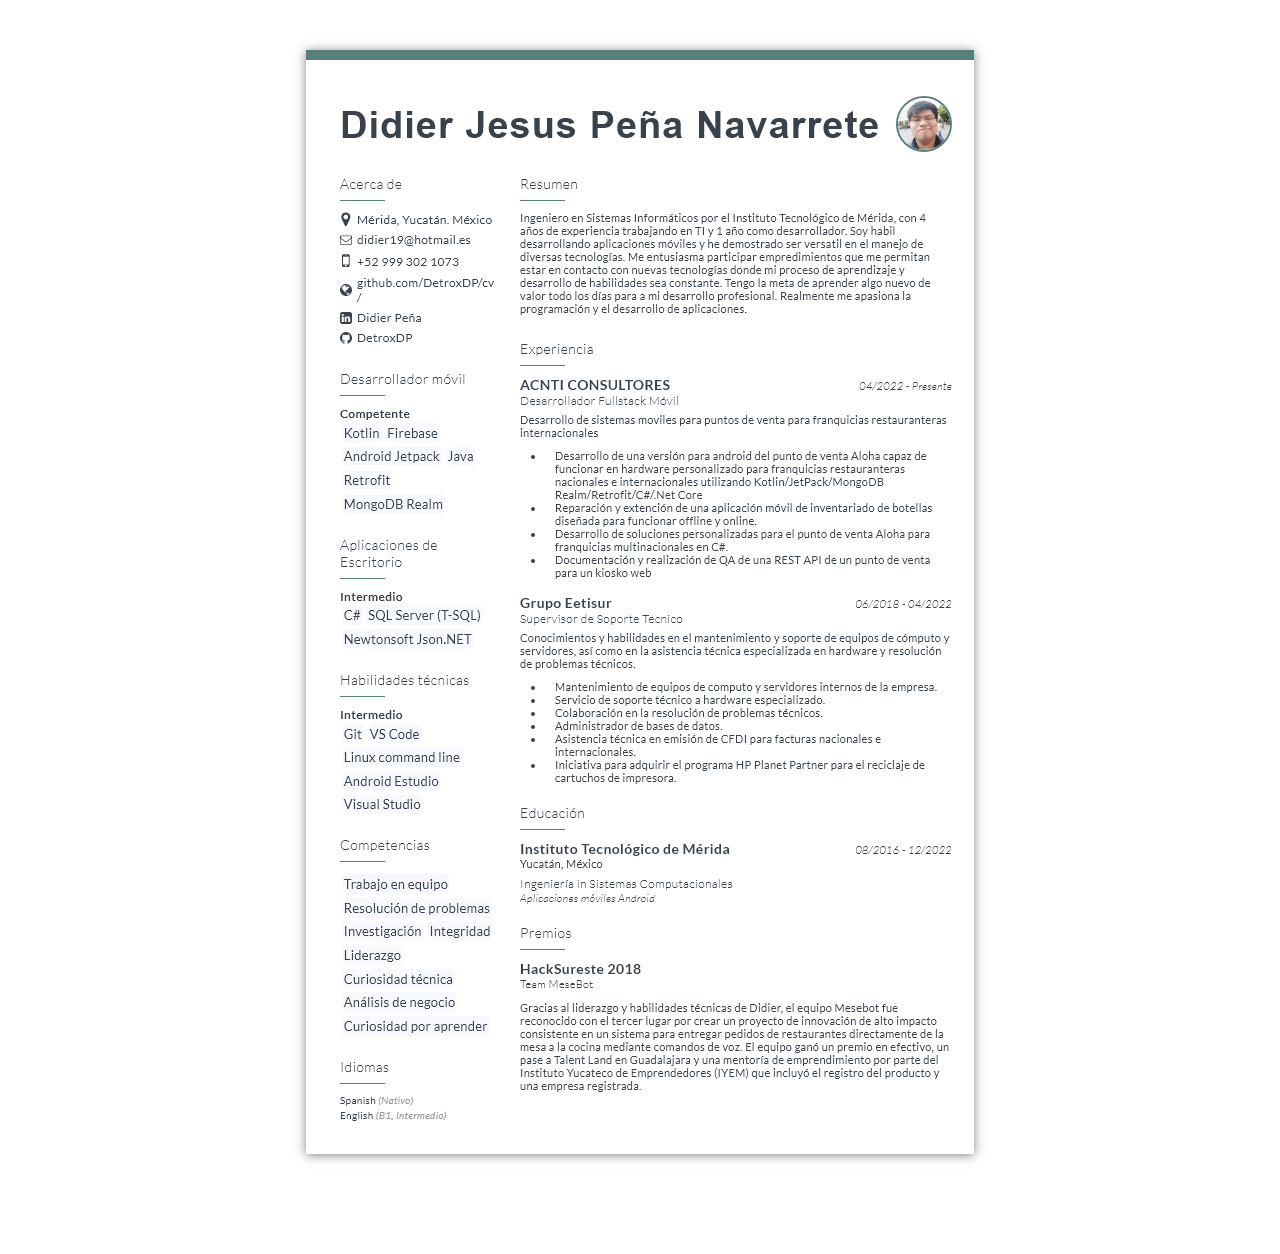 Didier Jesus Peña Navarrete
Acerca de
Mérida, Yucatán. México
didier19@hotmail.es
+52 999 302 1073
github.com/DetroxDP/cv
/
Didier Peña
DetroxDP
Desarrollador móvil
Competente
Kotlin Firebase
Android Jetpack Java
Retrofit
MongoDB Realm
Aplicaciones de
Escritorio
Intermedio
C# SQL Server (T-SQL)
Newtonsoft Json.NET
Habilidades técnicas
Intermedio
Git VS Code
Linux command line
Android Estudio
Visual Studio
Competencias
Trabajo en equipo
Resolución de problemas
Investigación Integridad
Liderazgo
Curiosidad técnica
Análisis de negocio
Curiosidad por aprender
Idiomas
Spanish (Nativo)
English (B1, Intermedio)
Resumen
Ingeniero en Sistemas Informáticos por el Instituto Tecnológico de Mérida, con 4
años de experiencia trabajando en TI y 1 año como desarrollador. Soy habil
desarrollando aplicaciones móviles y he demostrado ser versatil en el manejo de
diversas tecnologías. Me entusiasma participar empredimientos que me permitan
estar en contacto con nuevas tecnologías donde mi proceso de aprendizaje y
desarrollo de habilidades sea constante. Tengo la meta de aprender algo nuevo de
valor todo los días para a mi desarrollo profesional. Realmente me apasiona la
programación y el desarrollo de aplicaciones.
Experiencia
ACNTI CONSULTORES 04/2022 - Presente
Desarrollador Fullstack Móvil
Desarrollo de sistemas moviles para puntos de venta para franquicias restauranteras
internacionales
• Desarrollo de una versión para android del punto de venta Aloha capaz de
funcionar en hardware personalizado para franquicias restauranteras
nacionales e internacionales utilizando Kotlin/JetPack/MongoDB
Realm/Retrofit/C#/.Net Core
• Reparación y extención de una aplicación móvil de inventariado de botellas
diseñada para funcionar offline y online.
• Desarrollo de soluciones personalizadas para el punto de venta Aloha para
franquicias multinacionales en C#.
• Documentación y realización de QA de una REST API de un punto de venta
para un kiosko web
Grupo Eetisur 06/2018 - 04/2022
Supervisor de Soporte Tecnico
Conocimientos y habilidades en el mantenimiento y soporte de equipos de cómputo y
servidores, así como en la asistencia técnica especializada en hardware y resolución
de problemas técnicos.
• Mantenimiento de equipos de computo y servidores internos de la empresa.
• Servicio de soporte técnico a hardware especializado.
• Colaboración en la resolución de problemas técnicos.
• Administrador de bases de datos.
• Asistencia técnica en emisión de CFDI para facturas nacionales e
internacionales.
• Iniciativa para adquirir el programa HP Planet Partner para el reciclaje de
cartuchos de impresora.
Educación
Instituto Tecnológico de Mérida 08/2016 - 12/2022
Yucatán, México
Ingeniería in Sistemas Computacionales
Aplicaciones móviles Android
Premios
HackSureste 2018
Team MeseBot
Gracias al liderazgo y habilidades técnicas de Didier, el equipo Mesebot fue
reconocido con el tercer lugar por crear un proyecto de innovación de alto impacto
consistente en un sistema para entregar pedidos de restaurantes directamente de la
mesa a la cocina mediante comandos de voz. El equipo ganó un premio en efectivo, un
pase a Talent Land en Guadalajara y una mentoría de emprendimiento por parte del
Instituto Yucateco de Emprendedores (IYEM) que incluyó el registro del producto y
una empresa registrada.